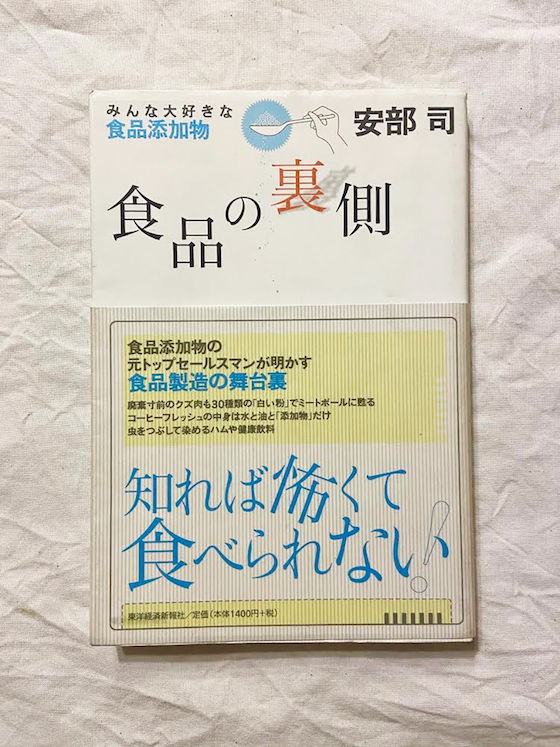 みんな大好きな
食品添加物
安部 司
食品の裏側
食品添加物の
元トップセールスマンが明かす
食品製造の舞台裏
廃棄寸前のクズ肉も30種類の「白い粉」でミートボールに甦る
コーヒーフレッシュの中身は水と油と「添加物」だけ
虫をつぶして染めるハムや健康飲料
知れば怖くて
食べられない!
東洋経済新報社/定価(本体1400円+税)